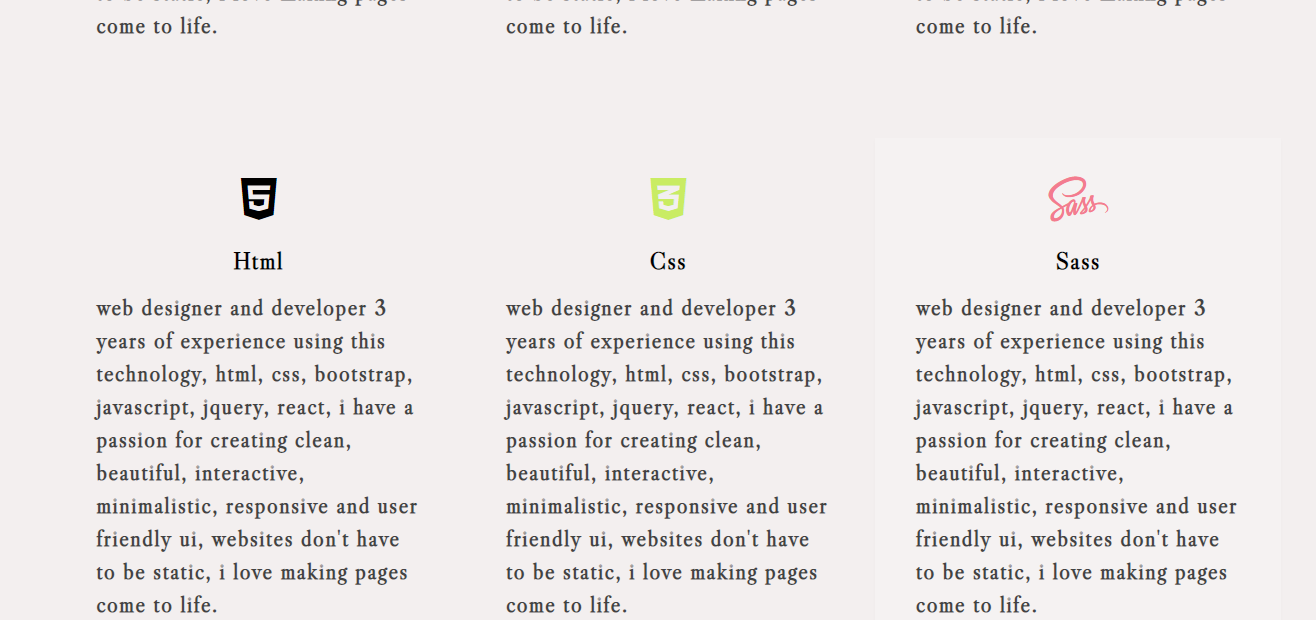 come to life.
come to life.
come to life.
5
3
Sass
Html
Css
Sass
web designer and developer 3
years of experience using this
technology, html, css, bootstrap,
javascript, jquery, react, i have a
passion for creating clean,
beautiful, interactive,
minimalistic, responsive and user
friendly ui, websites don't have
to be static, i love making pages
come to life.
web designer and developer 3
years of experience using this
technology, html, css, bootstrap,
javascript, jquery, react, i have a
passion for creating clean,
beautiful, interactive,
minimalistic, responsive and user
friendly ui, websites don't have
to be static, i love making pages
come to life.
web designer and developer 3
years of experience using this
technology, html, css, bootstrap,
javascript, jquery, react, i have a
passion for creating clean,
beautiful, interactive,
minimalistic, responsive and user
friendly ui, websites don't have
to be static, i love making pages
come to life.